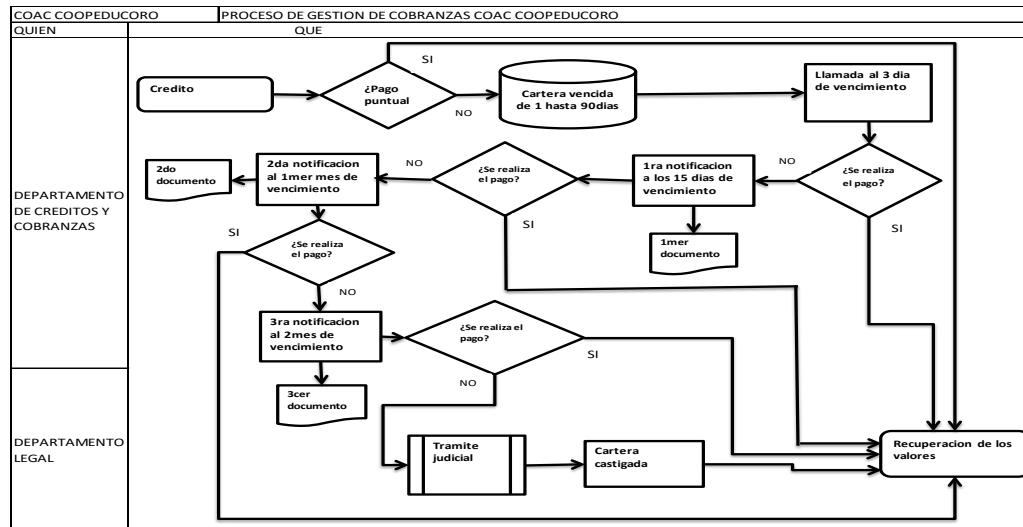 COAC COOPEDUCORO
PROCESO DE GESTION DE COBRANZAS COAC COOPEDUCORO
QUIEN
QUE
SI
Credito
¿Pago
puntual
NO
Cartera vencida
de 1 hasta 90dias
Llamada al 3 dia
de vencimiento
DEPARTAMENTO
DE CREDITOS Y
COBRANZAS
2do
documento
2da notificacion
al 1mer mes de
vencimiento
NO
¿Se realiza
el pago?
1ra notificacion
a los 15 dias de
vencimiento
NO
¿Se realiza
el pago?
SI
SI
SI
¿Se realiza
el pago?
1mer
documento
NO
3ra notificacion
al 2mes de
vencimiento
¿Se realiza el
pago?
SI
NO
3cer
documento
DEPARTAMENTO
LEGAL
Tramite
judicial
Cartera
castigada
Recuperacion de los
valores